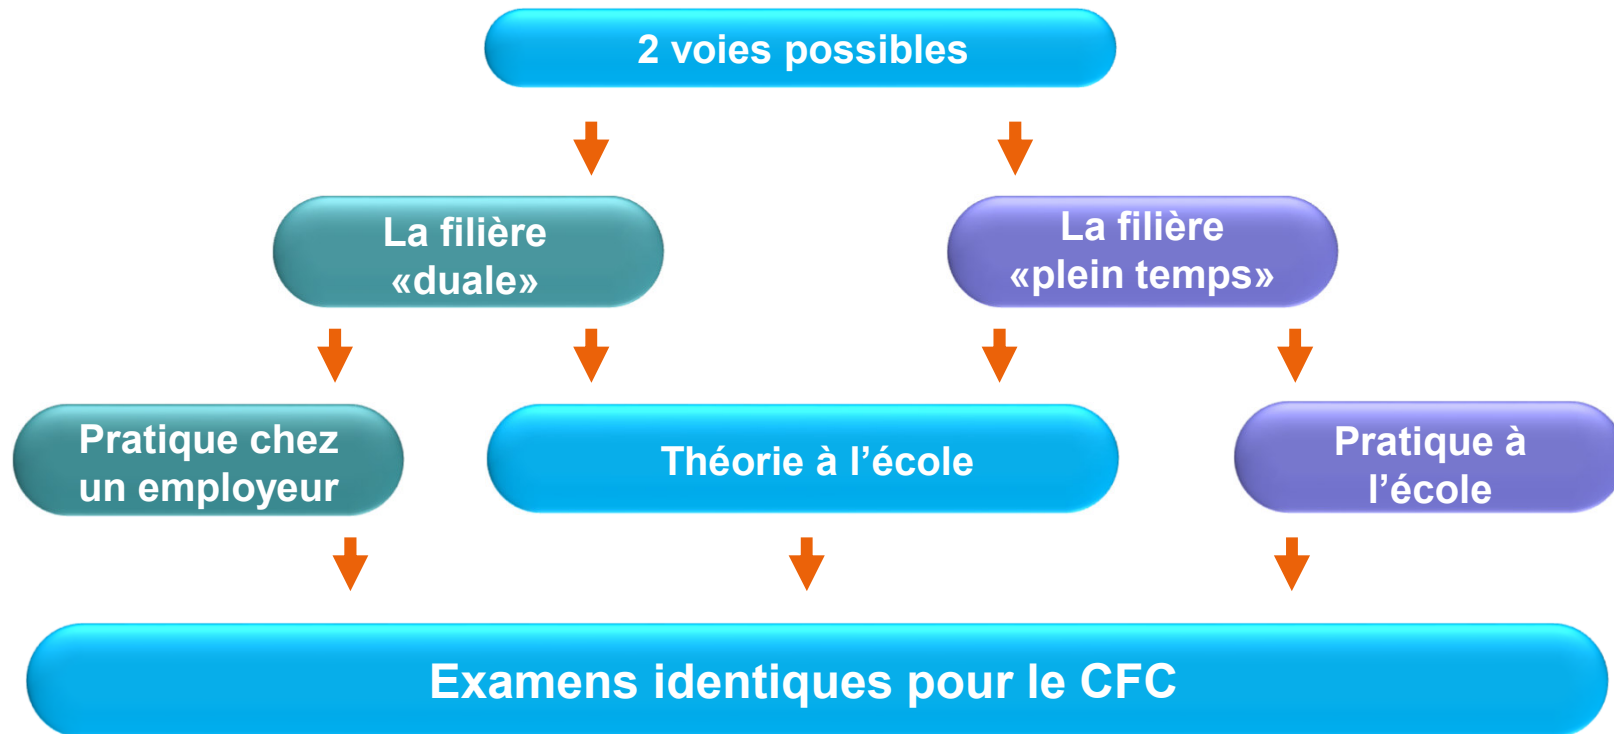 2 voies possibles
La filière
«duale»
La filière
«plein temps»
Pratique chez
un employeur
Théorie à l’école
Pratique à
l’école
Examens identiques pour le CFC